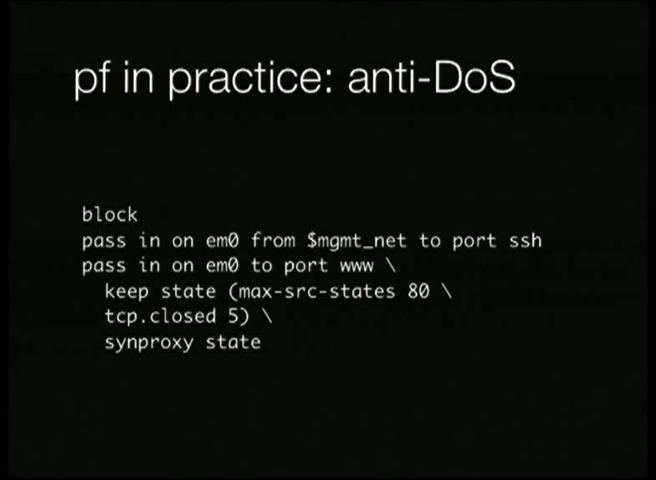 pf in practice: anti-DoS
block
pass in on em0 from $mgmt_net to port ssh
pass in on em0 to port www \
keep state (max-src-states 80 \
tcp.closed 5) \
synproxy state